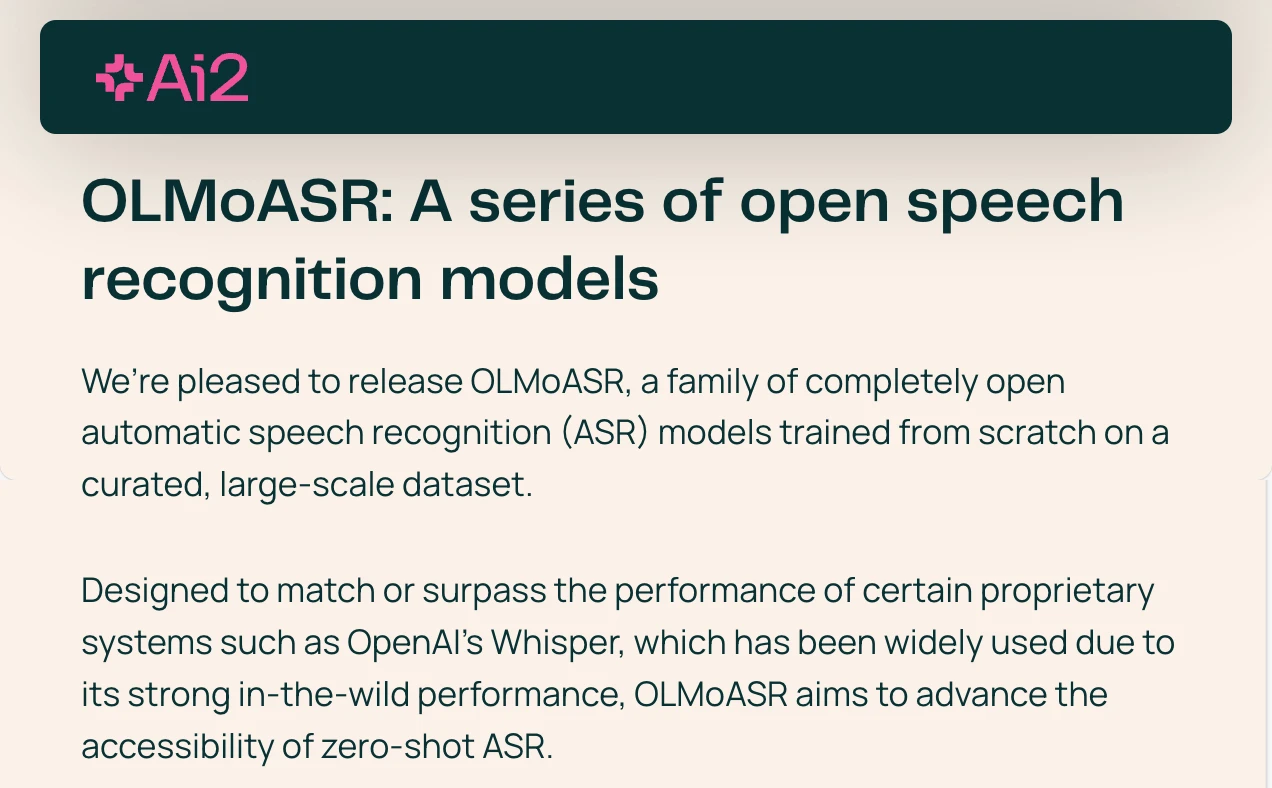 Ai2
OLMoASR: A series of open speech
recognition models
We’re pleased to release OLMoASR, a family of completely open
automatic speech recognition (ASR) models trained from scratch on a
curated, large-scale dataset.
Designed to match or surpass the performance of certain proprietary
systems such as OpenAI’s Whisper, which has been widely used due to
its strong in-the-wild performance, OLMoASR aims to advance the
accessibility of zero-shot ASR.